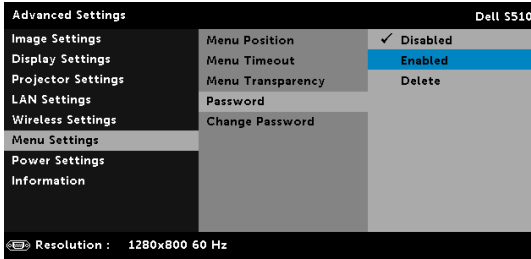 Advanced Settings Dell S510
Image Settings
Display Settings
Projector Settings
LAN Settings
Wireless Settings
Menu Settings
Power Settings
Information
Menu Position
Menu Timeout
Menu Transparency
Password
Change Password
✓ Disabled
Enabled
Delete
Resolution : 1280x800 60 Hz